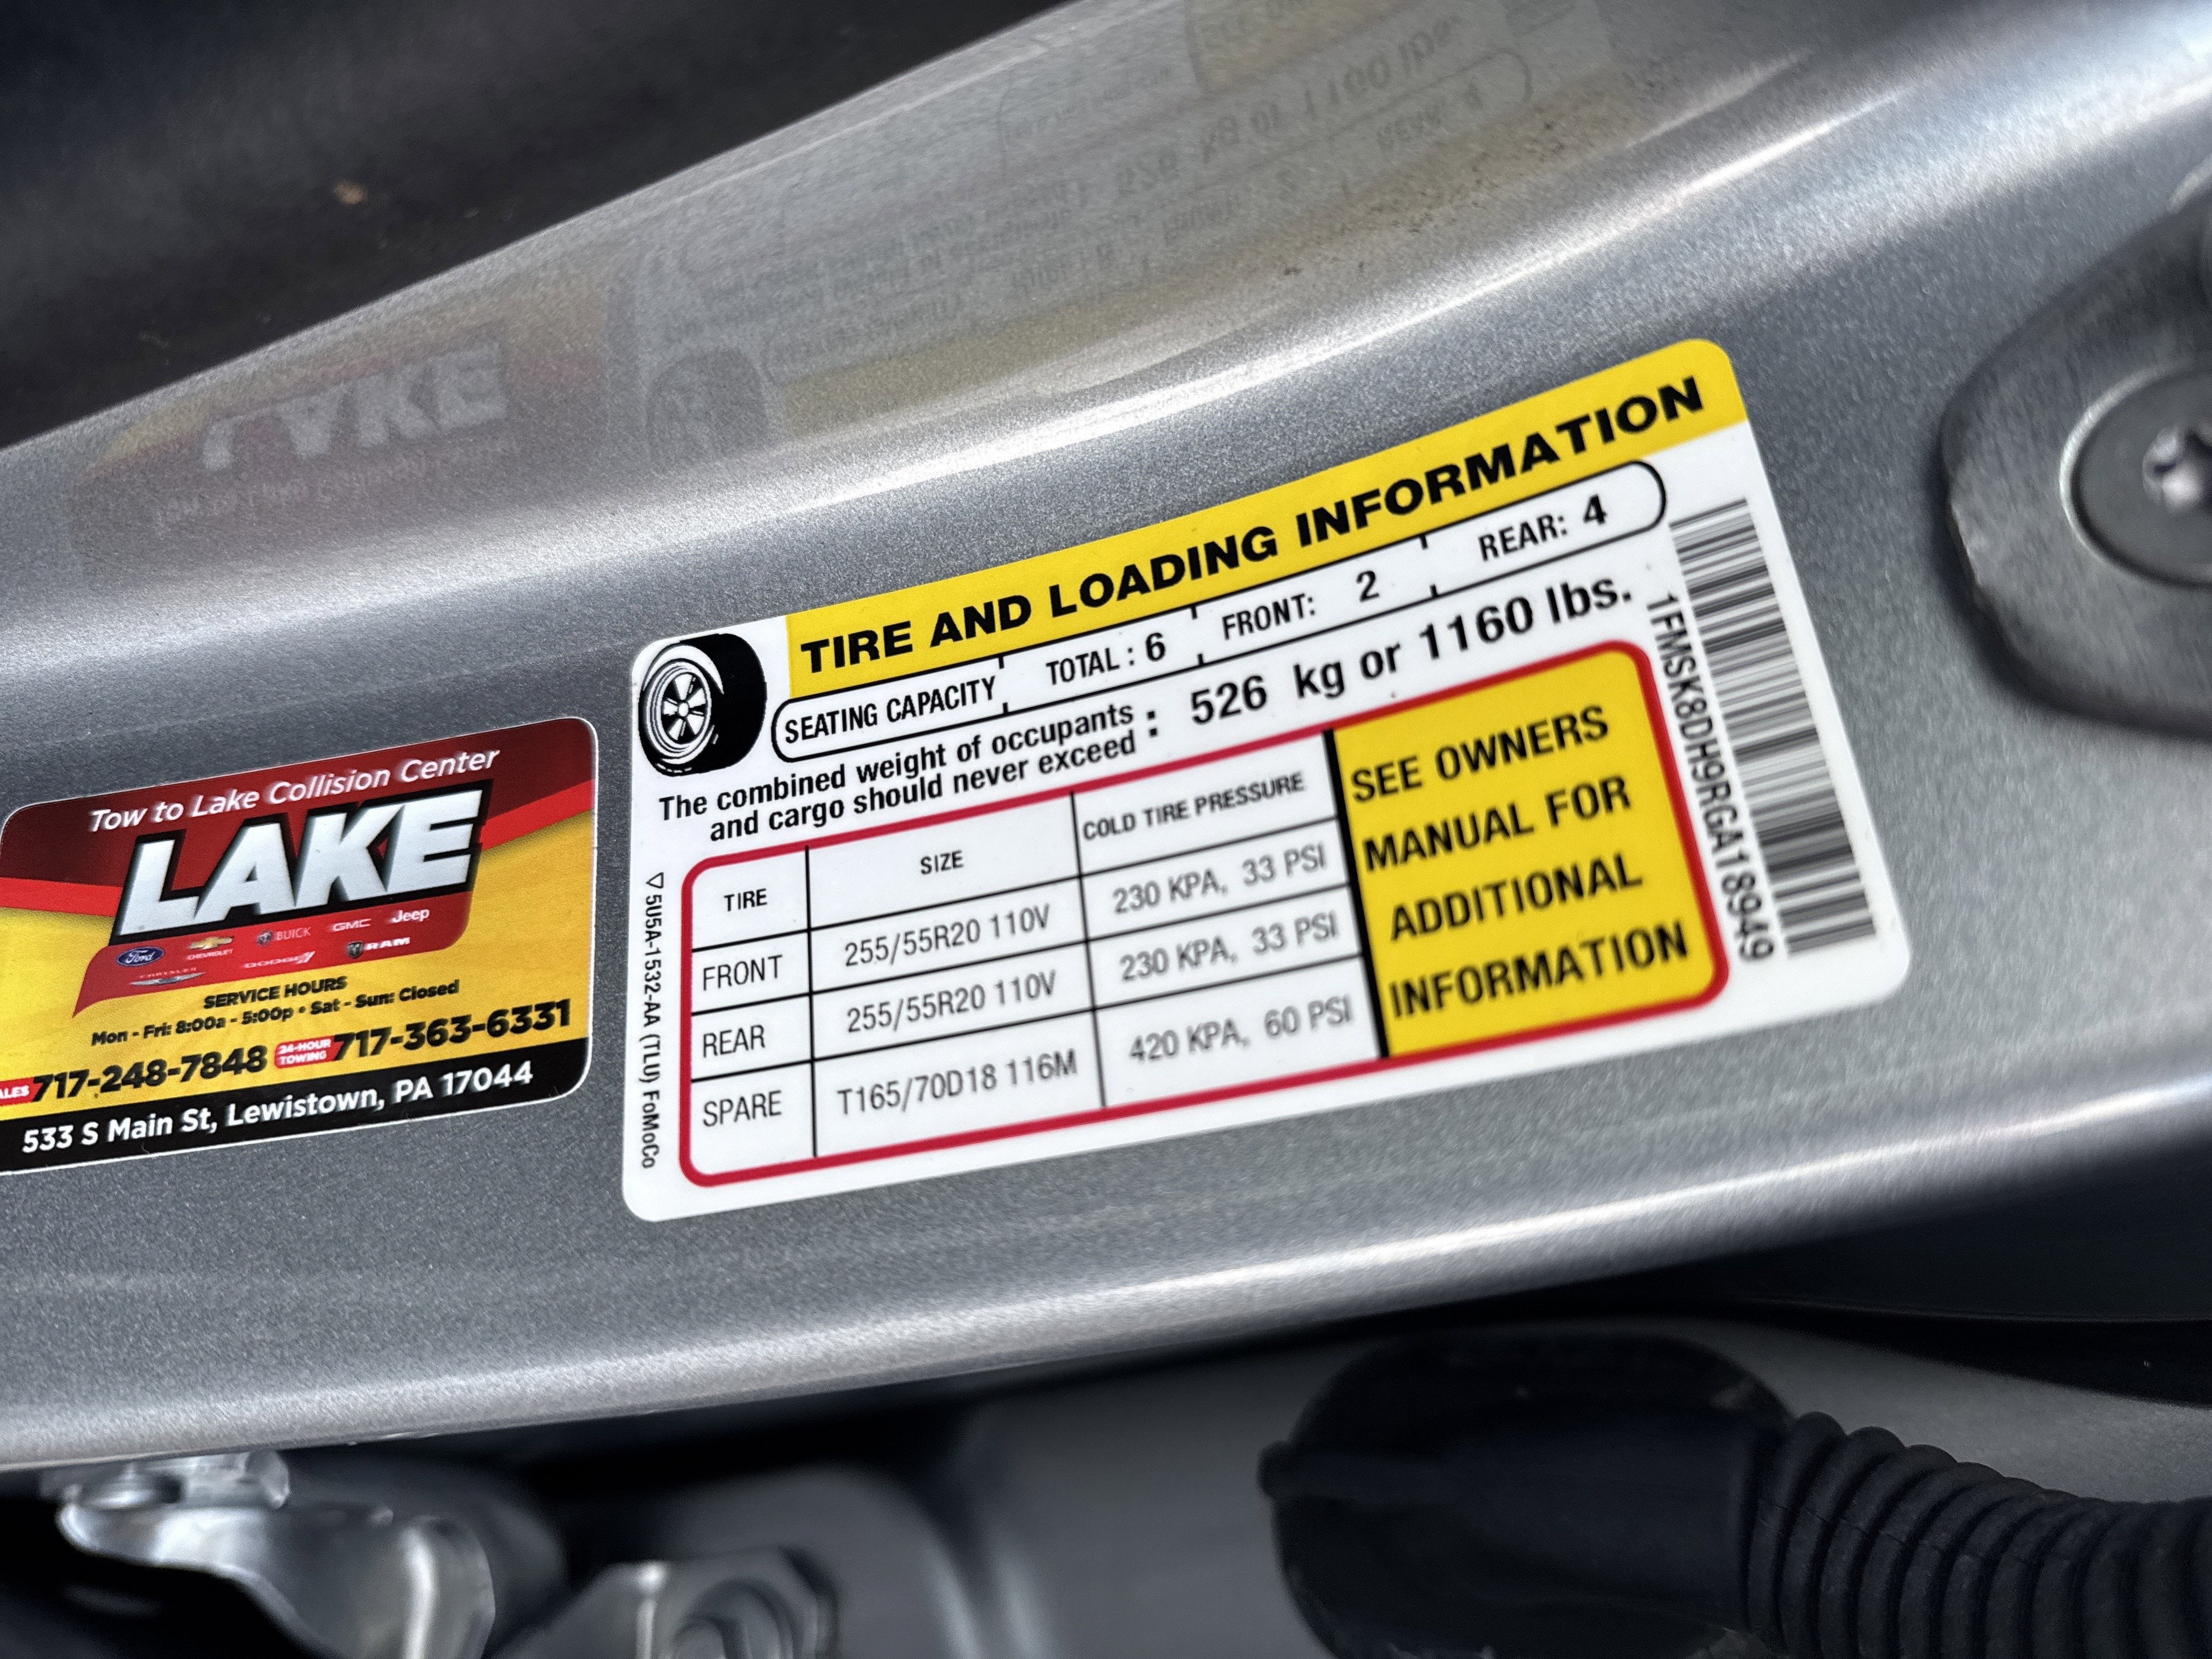 Tow to Lake Collision Center
LAKE
Ford CHEVROLET BUICK GMC Jeep
CHRYSLER DODGE RAM
SERVICE HOURS
Mon - Fri: 8:00a - 5:00p • Sat - Sun: Closed
717-248-7848 24-HOUR TOWING 717-363-6331
533 S Main St, Lewistown, PA 17044
TIRE AND LOADING INFORMATION
SEATING CAPACITY TOTAL : 6 FRONT: 2 REAR: 4
The combined weight of occupants
and cargo should never exceed : 526 kg or 1160 lbs.
TIRE SIZE COLD TIRE PRESSURE
FRONT 255/55R20 110V 230 KPA, 33 PSI
REAR 255/55R20 110V 230 KPA, 33 PSI
SPARE T165/70D18 116M 420 KPA, 60 PSI
SEE OWNERS
MANUAL FOR
ADDITIONAL
INFORMATION
5U5A-1532-AA (TLU) FoMoCo
1FMSK8DH9RGA18949